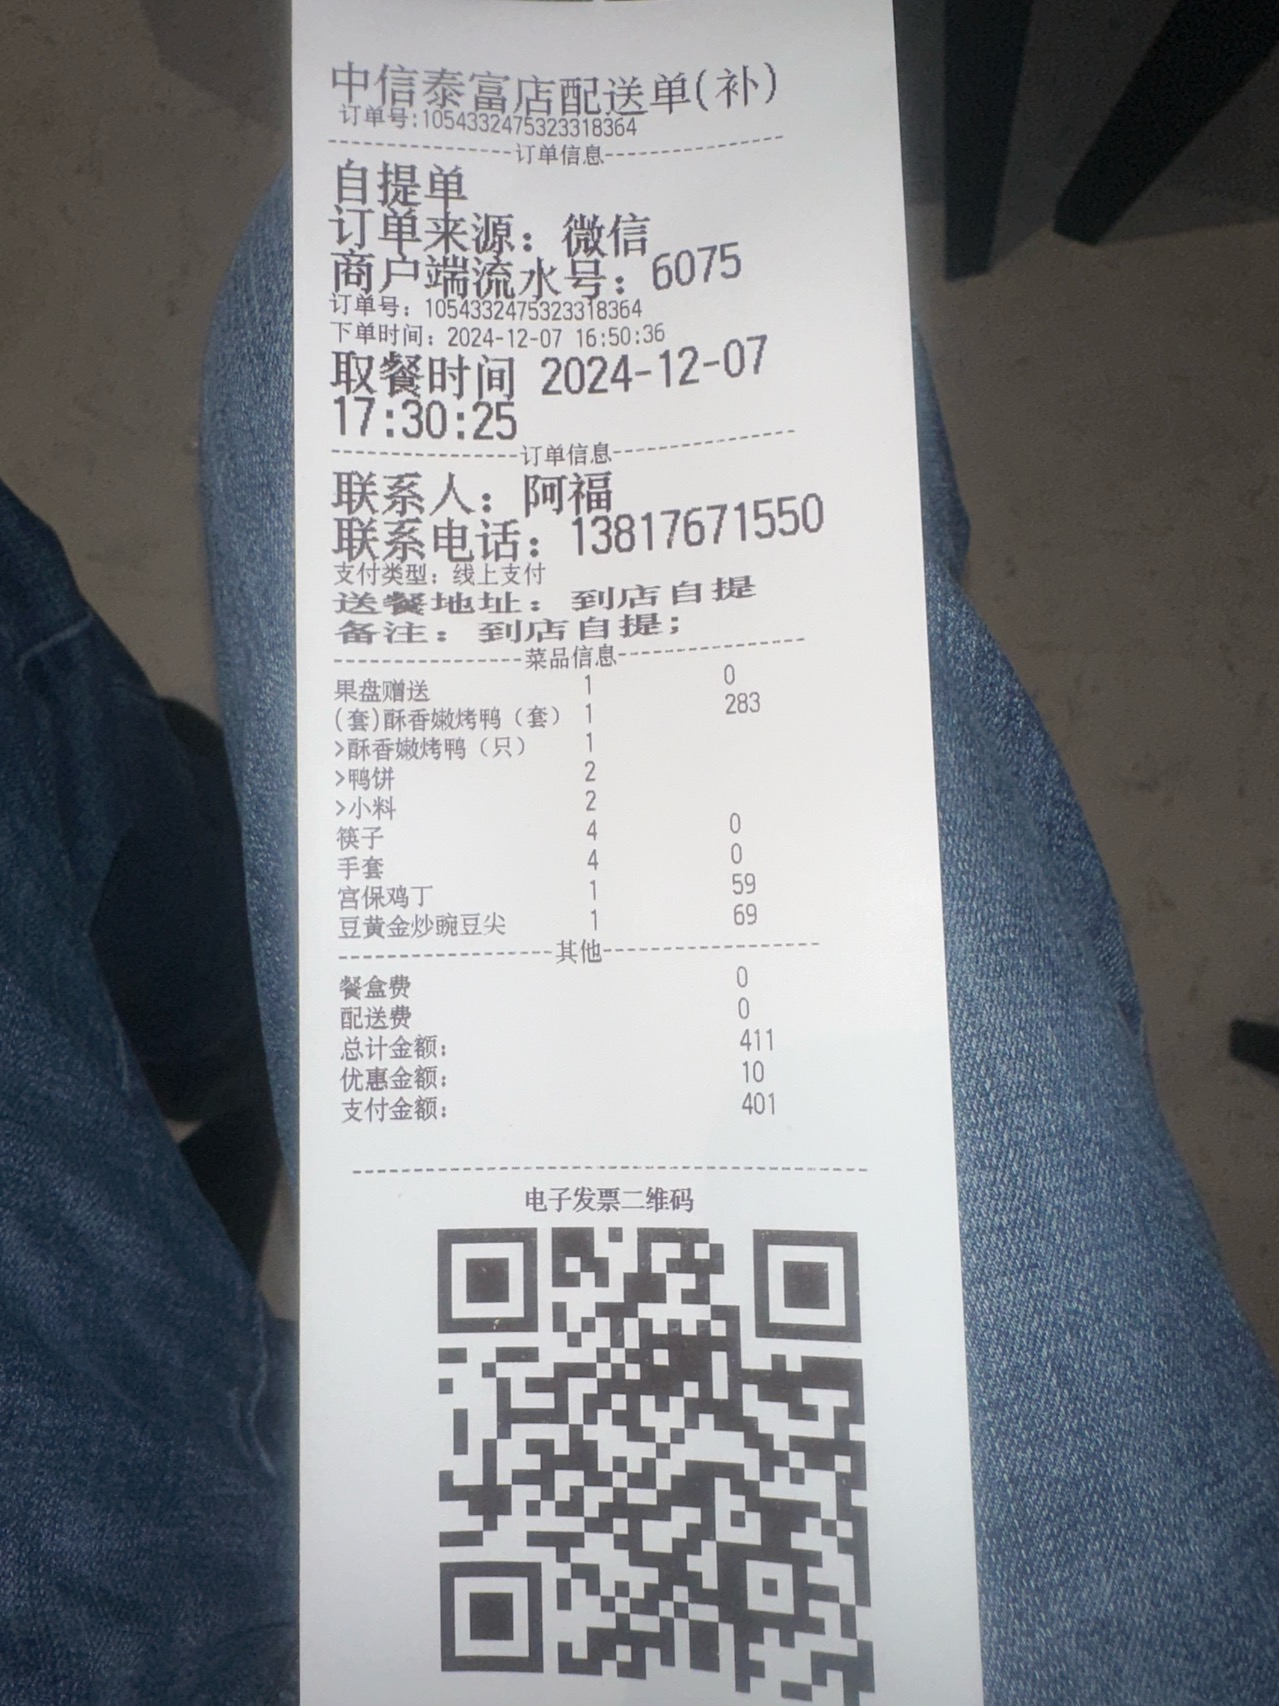 中信泰富店配送单(补)
订单号:1054332475323318364
---------------订单信息---------------
自提单
订单来源：微信
商户端流水号：6075
订单号：1054332475323318364
下单时间：2024-12-07 16:50:36
取餐时间 2024-12-07
17:30:25
---------------订单信息---------------
联系人：阿福
联系电话：13817671550
支付类型：线上支付
送餐地址：到店自提
备注：到店自提;
---------------菜品信息---------------
果盘赠送 1 0
(套)酥香嫩烤鸭（套） 1 283
>酥香嫩烤鸭（只） 1
>鸭饼 2
>小料 2
筷子 4 0
手套 4 0
宫保鸡丁 1 59
豆黄金炒豌豆尖 1 69
-----------------其他-----------------
餐盒费 0
配送费 0
总计金额： 411
优惠金额： 10
支付金额： 401
------------------------------------------
电子发票二维码